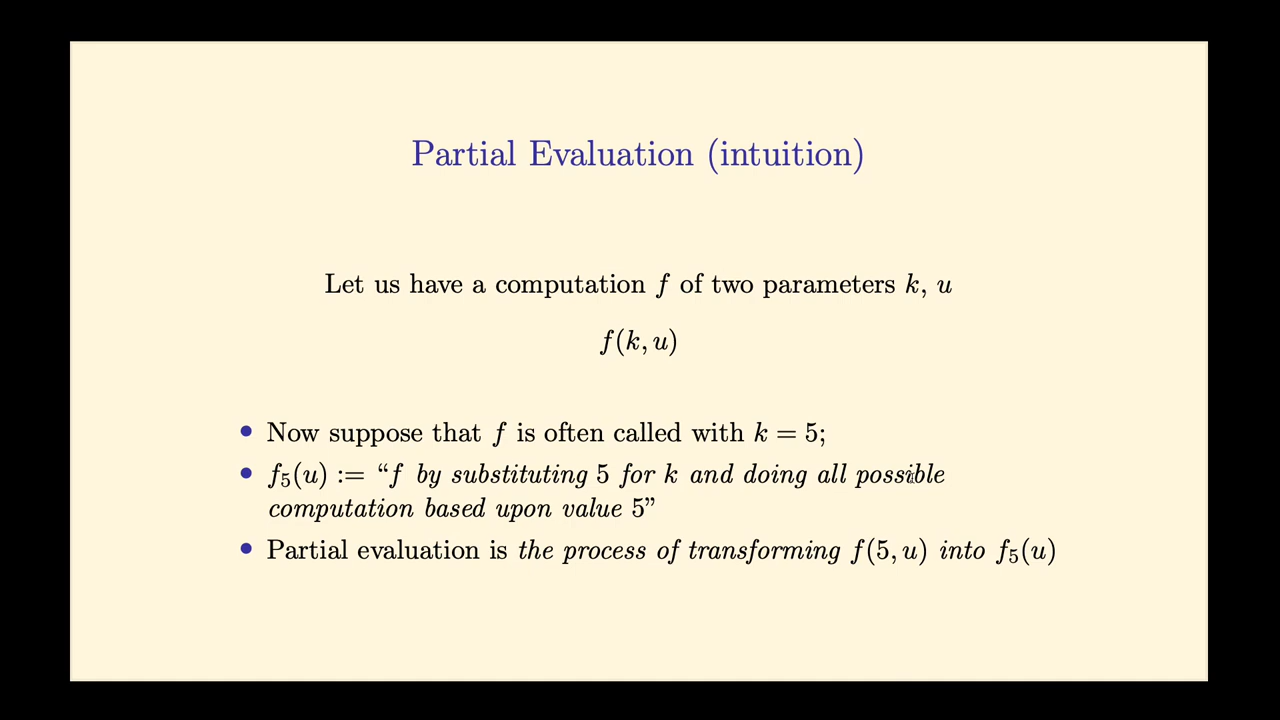 Partial Evaluation (intuition)
Let us have a computation f of two parameters k, u
f(k, u)
• Now suppose that f is often called with k = 5;
• f₅(u) := “f by substituting 5 for k and doing all possible
computation based upon value 5”
• Partial evaluation is the process of transforming f(5, u) into f₅(u)